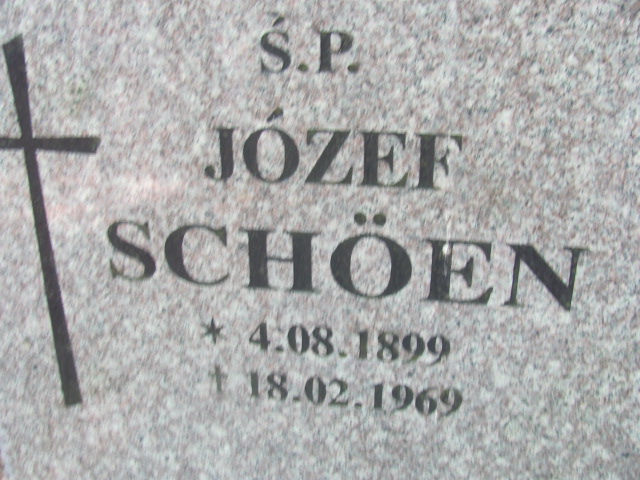 Ś.P.
JÓZEF
SCHÖEN
* 4.08.1899
† 18.02.1969